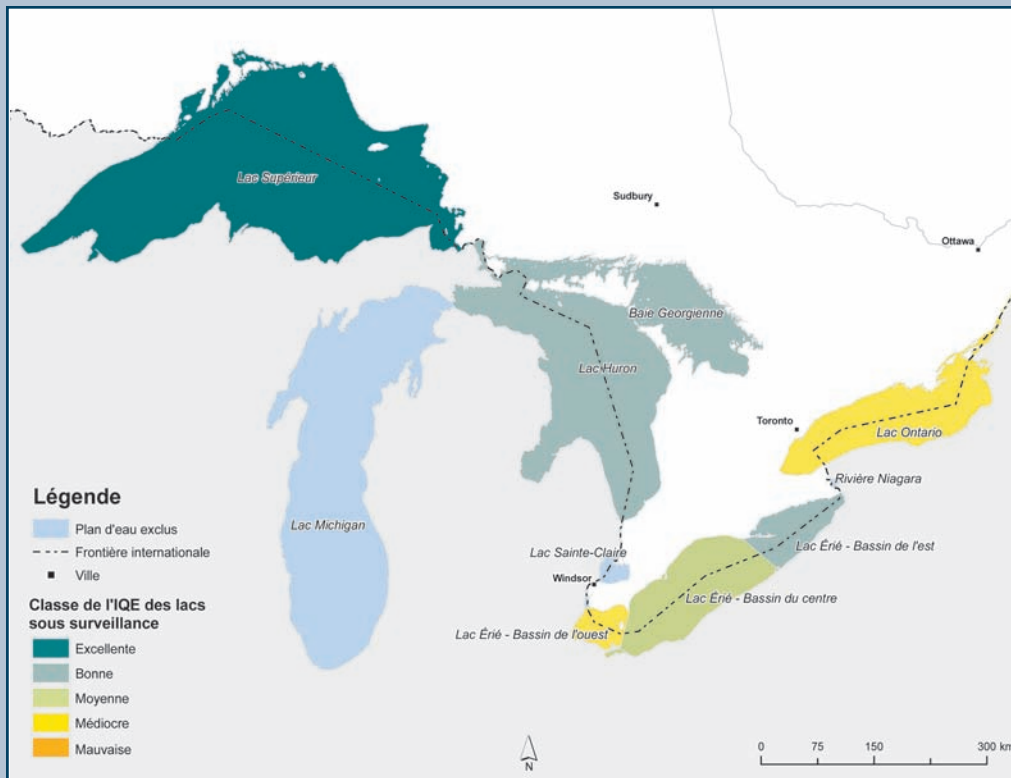 Lac Supérieur
Sudbury
Ottawa
Baie Georgienne
Lac Huron
Toronto
Lac Ontario
Rivière Niagara
Lac Michigan
Lac Sainte-Claire
Windsor
Lac Érié - Bassin de l'est
Lac Érié - Bassin du centre
Lac Érié - Bassin de l'ouest
Légende
Plan d'eau exclus
Frontière internationale
Ville
Classe de l'IQE des lacs
sous surveillance
Excellente
Bonne
Moyenne
Médiocre
Mauvaise
N
0 75 150 300 km